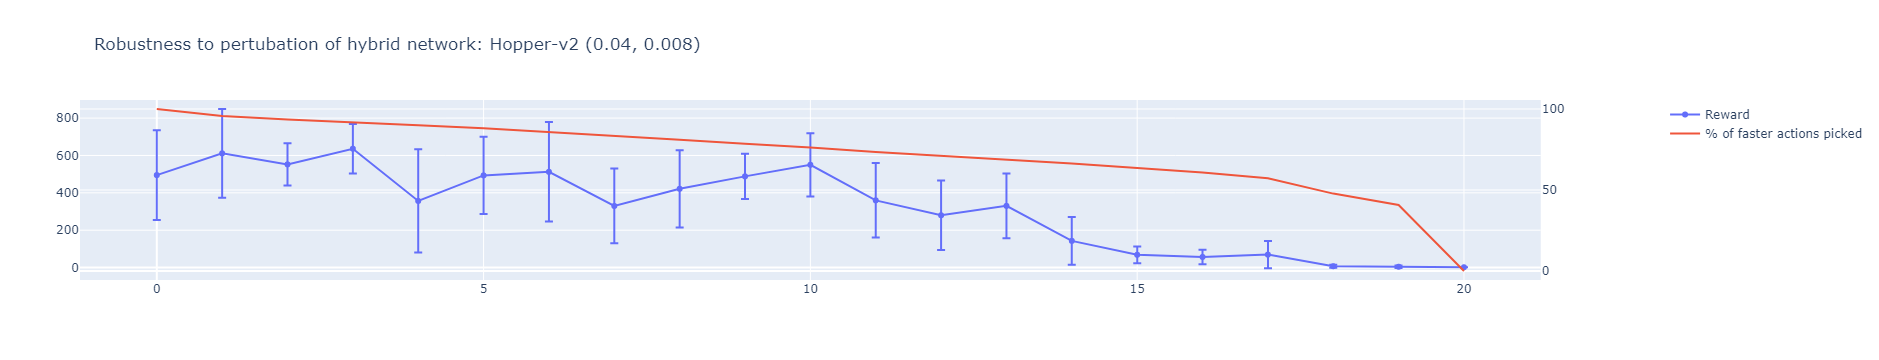 Robustness to pertubation of hybrid network: Hopper-v2 (0.04, 0.008)
800
600
400
200
0
100
50
0
0 5 10 15 20
Reward
% of faster actions picked